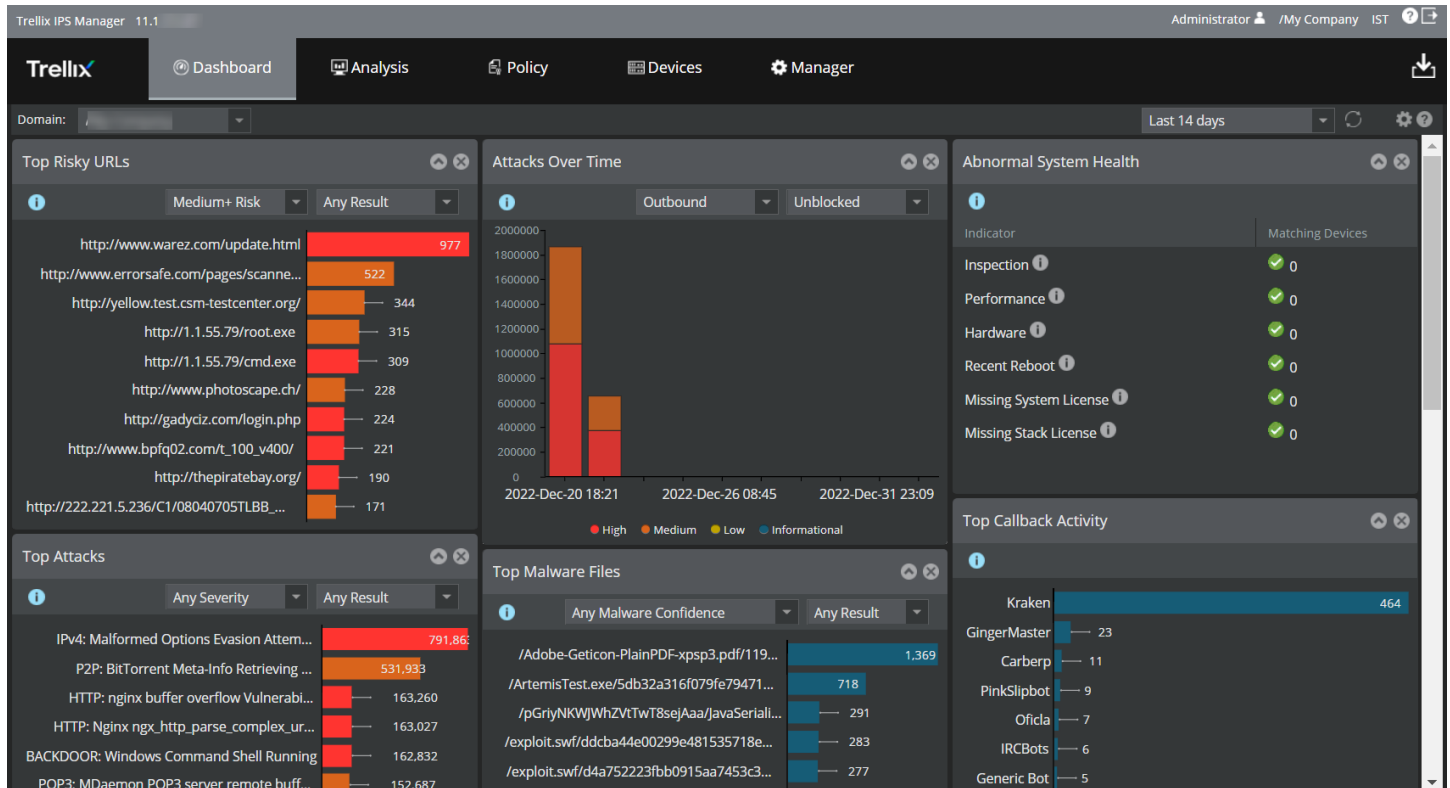 Trellix IPS Manager 11.1
Administrator /My Company IST
Trellix
Dashboard
Analysis
Policy
Devices
Manager
Domain:
Last 14 days
Top Risky URLs
Medium+ Risk Any Result
http://www.warez.com/update.html 977
http://www.errorsafe.com/pages/scanne... 522
http://yellow.test.csm-testcenter.org/ 344
http://1.1.55.79/root.exe 315
http://1.1.55.79/cmd.exe 309
http://www.photoscape.ch/ 228
http://gadyciz.com/login.php 224
http://www.bpfq02.com/t_100_v400/ 221
http://thepiratebay.org/ 190
http://222.221.5.236/C1/08040705TLBB_... 171
Top Attacks
Any Severity Any Result
IPv4: Malformed Options Evasion Attem... 791,863
P2P: BitTorrent Meta-Info Retrieving ... 531,933
HTTP: nginx buffer overflow Vulnerabi... 163,260
HTTP: Nginx ngx_http_parse_complex_ur... 163,027
BACKDOOR: Windows Command Shell Running 162,832
POP3: MDaemon POP3 server remote buff... 152,687
Attacks Over Time
Outbound Unblocked
2000000
1800000
1600000
1400000
1200000
1000000
800000
600000
400000
200000
0
2022-Dec-20 18:21 2022-Dec-26 08:45 2022-Dec-31 23:09
High Medium Low Informational
Top Malware Files
Any Malware Confidence Any Result
/Adobe-Geticon-PlainPDF-xpsp3.pdf/119... 1,369
/ArtemisTest.exe/5db32a316f079fe79471... 718
/pGriyNKWJWhZVtTwT8sejAaa/JavaSeriali... 291
/exploit.swf/ddcba44e00299e481535718e... 283
/exploit.swf/d4a752223fbb0915aa7453c3... 277
Abnormal System Health
Indicator Matching Devices
Inspection 0
Performance 0
Hardware 0
Recent Reboot 0
Missing System License 0
Missing Stack License 0
Top Callback Activity
Kraken 464
GingerMaster 23
Carberp 11
PinkSlipbot 9
Oficla 7
IRCBots 6
Generic Bot 5